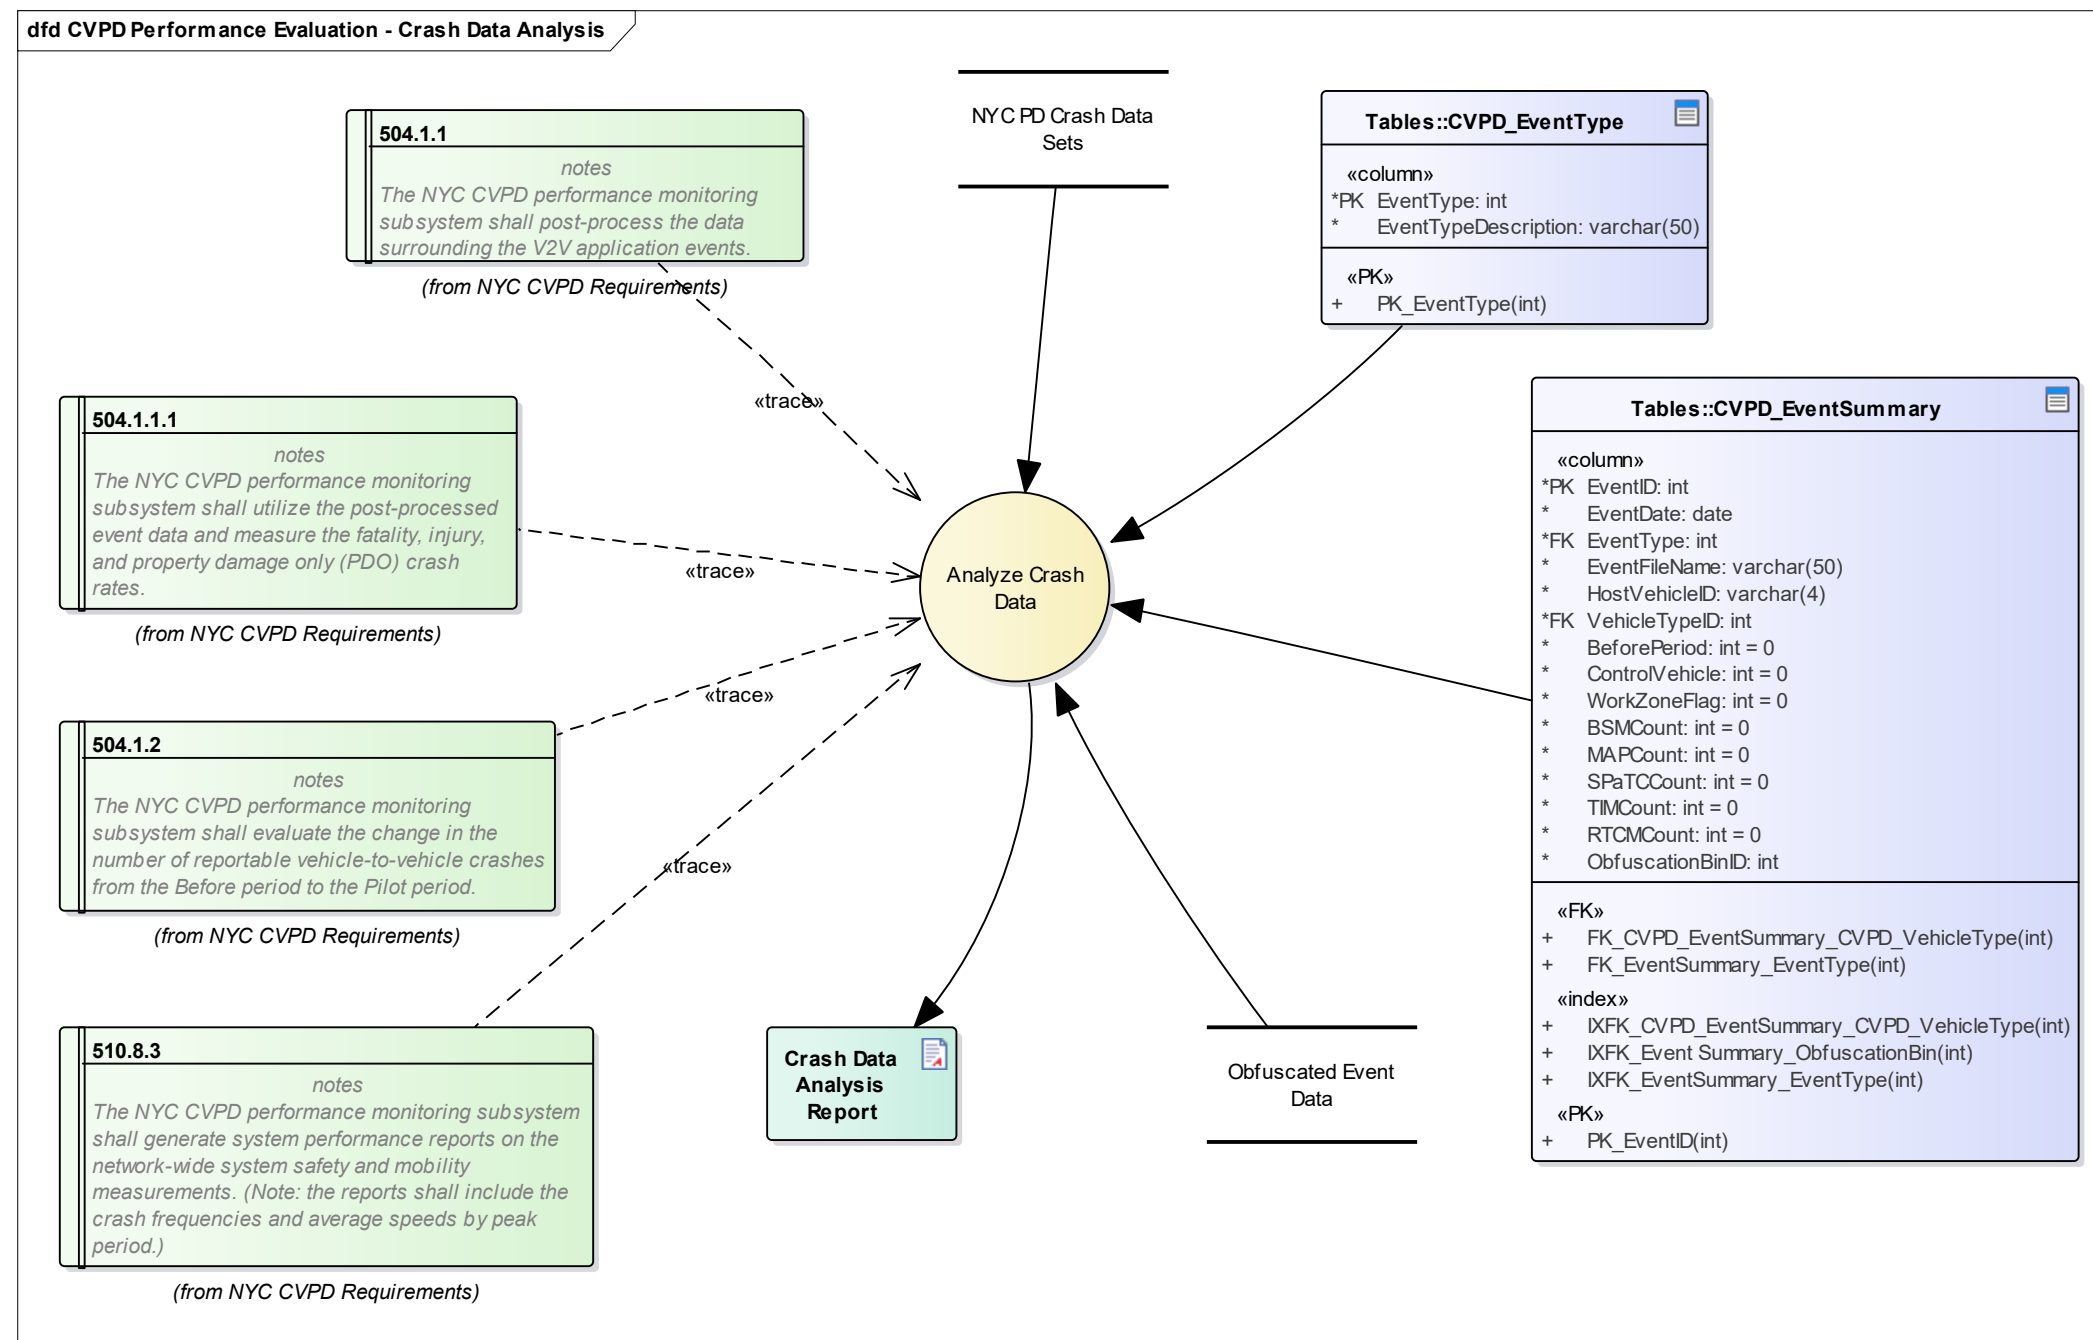 dfd CVPD Performance Evaluation - Crash Data Analysis
504.1.1
notes
The NYC CVPD performance monitoring
subsystem shall post-process the data
surrounding the V2V application events.
(from NYC CVPD Requirements)
«trace»
504.1.1.1
notes
The NYC CVPD performance monitoring
subsystem shall utilize the post-processed
event data and measure the fatality, injury,
and property damage only (PDO) crash
rates.
(from NYC CVPD Requirements)
«trace»
504.1.2
notes
The NYC CVPD performance monitoring
subsystem shall evaluate the change in the
number of reportable vehicle-to-vehicle crashes
from the Before period to the Pilot period.
(from NYC CVPD Requirements)
«trace»
510.8.3
notes
The NYC CVPD performance monitoring subsystem
shall generate system performance reports on the
network-wide system safety and mobility
measurements. (Note: the reports shall include the
crash frequencies and average speeds by peak
period.)
(from NYC CVPD Requirements)
«trace»
NYC PD Crash Data
Sets
Analyze Crash
Data
Crash Data
Analysis
Report
Obfuscated Event
Data
Tables::CVPD_EventType
«column»
*PK EventType: int
* EventTypeDescription: varchar(50)
«PK»
+ PK_EventType(int)
Tables::CVPD_EventSummary
«column»
*PK EventID: int
* EventDate: date
*FK EventType: int
* EventFileName: varchar(50)
* HostVehicleID: varchar(4)
*FK VehicleTypeID: int
* BeforePeriod: int = 0
* ControlVehicle: int = 0
* WorkZoneFlag: int = 0
* BSMCount: int = 0
* MAPCount: int = 0
* SPaTCCount: int = 0
* TIMCount: int = 0
* RTCMCount: int = 0
* ObfuscationBinID: int
«FK»
+ FK_CVPD_EventSummary_CVPD_VehicleType(int)
+ FK_EventSummary_EventType(int)
«index»
+ IXFK_CVPD_EventSummary_CVPD_VehicleType(int)
+ IXFK_Event Summary_ObfuscationBin(int)
+ IXFK_EventSummary_EventType(int)
«PK»
+ PK_EventID(int)